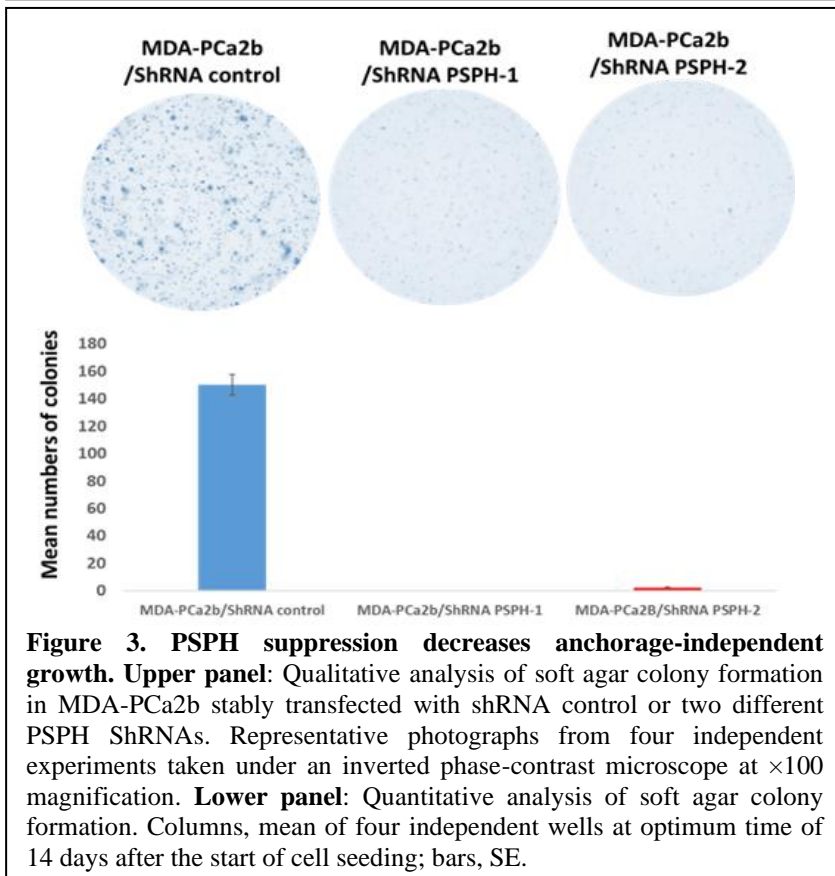 MDA-PCa2b
/ShRNA control
MDA-PCa2b
/ShRNA PSPH-1
MDA-PCa2b
/ShRNA PSPH-2
Mean numbers of colonies
180
160
140
120
100
80
60
40
20
0
MDA-PCa2b/ShRNA control
MDA-PCa2b/ShRNA PSPH-1
MDA-PCa2B/ShRNA PSPH-2
Figure 3. PSPH suppression decreases anchorage-independent
growth. Upper panel: Qualitative analysis of soft agar colony formation
in MDA-PCa2b stably transfected with shRNA control or two different
PSPH ShRNAs. Representative photographs from four independent
experiments taken under an inverted phase-contrast microscope at ×100
magnification. Lower panel: Quantitative analysis of soft agar colony
formation. Columns, mean of four independent wells at optimum time of
14 days after the start of cell seeding; bars, SE.